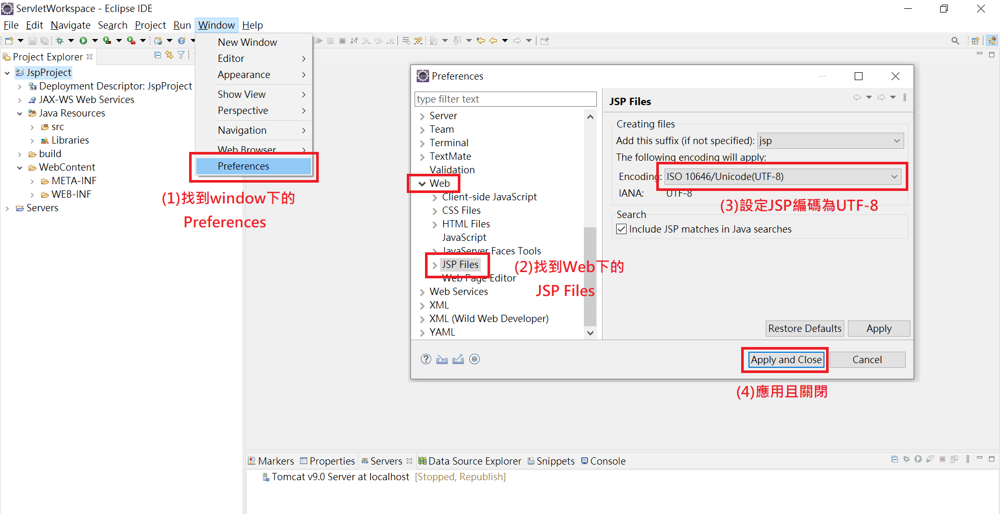 ServletWorkspace - Eclipse IDE
File Edit Navigate Search Project Run Window Help
Project Explorer
JspProject
Deployment Descriptor: JspProject
JAX-WS Web Services
Java Resources
src
Libraries
build
WebContent
META-INF
WEB-INF
Servers
New Window
Editor
Appearance
Show View
Perspective
Navigation
Web Browser
Preferences
(1)找到window下的
Preferences
Preferences
type filter text
Server
Team
Terminal
TextMate
Validation
Web
Client-side JavaScript
CSS Files
HTML Files
JavaScript
JavaServer Faces Tools
JSP Files
Web Page Editor
Web Services
XML
XML (Wild Web Developer)
YAML
(2)找到Web下的
JSP Files
JSP Files
Creating files
Add this suffix (if not specified): jsp
The following encoding will apply:
Encoding: ISO 10646/Unicode(UTF-8)
IANA: UTF-8
(3)設定JSP編碼為UTF-8
Search
Include JSP matches in Java searches
Restore Defaults Apply
Apply and Close Cancel
(4)應用且關閉
Markers Properties Servers Data Source Explorer Snippets Console
Tomcat v9.0 Server at localhost [Stopped, Republish]